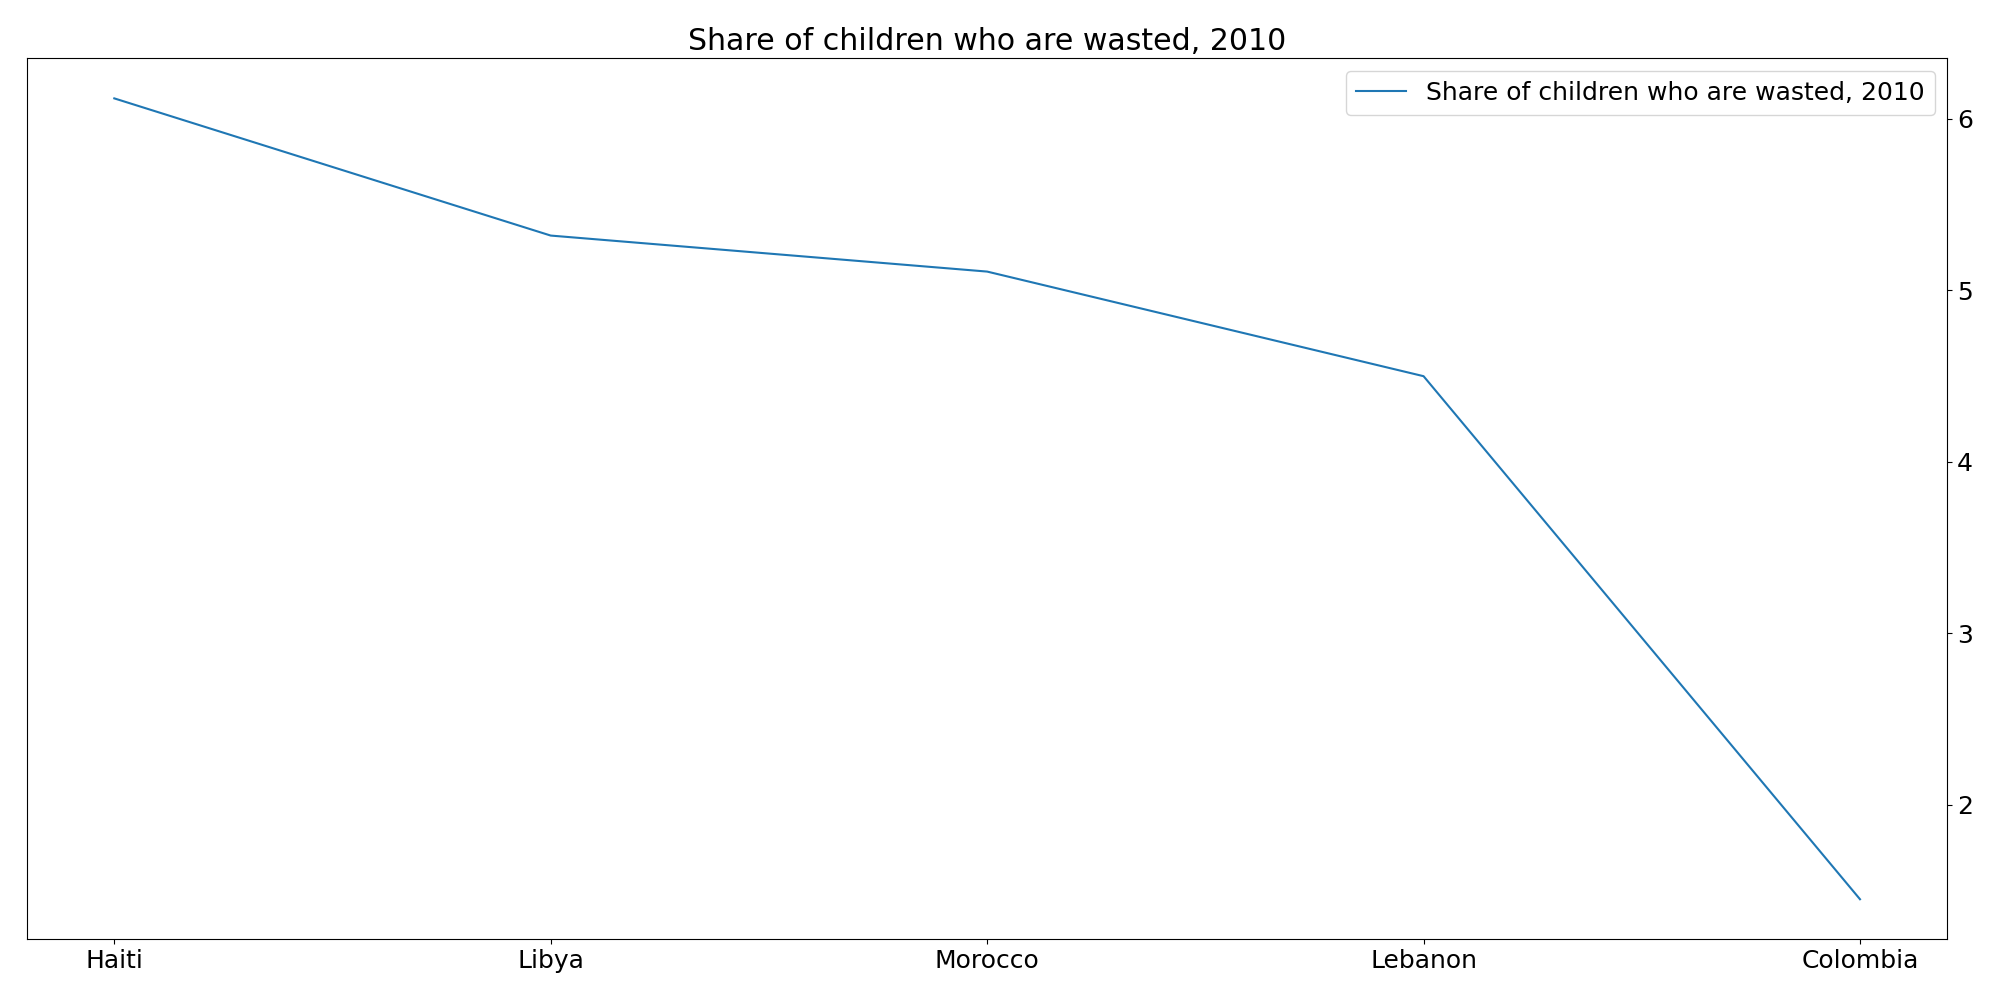 Share of children who are wasted, 2010
Share of children who are wasted, 2010
6
5
4
3
2
Haiti Libya Morocco Lebanon Colombia